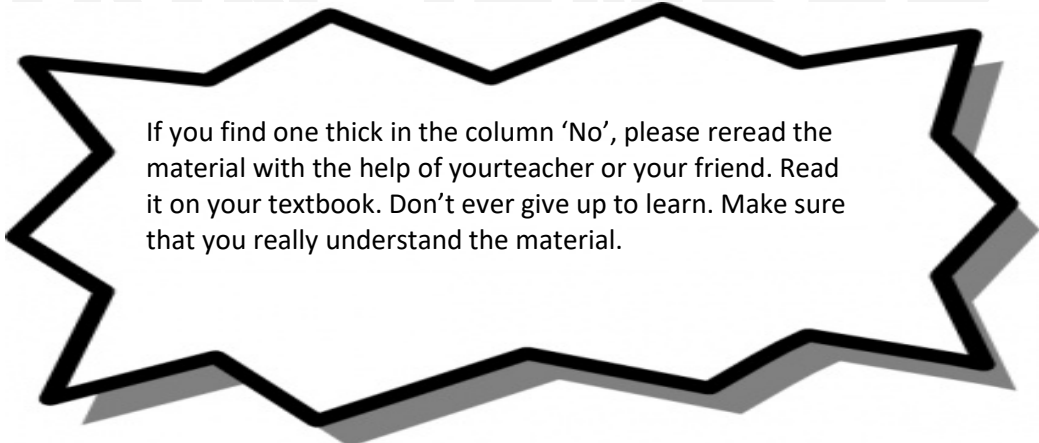 If you find one thick in the column ‘No’, please reread the
material with the help of yourteacher or your friend. Read
it on your textbook. Don’t ever give up to learn. Make sure
that you really understand the material.